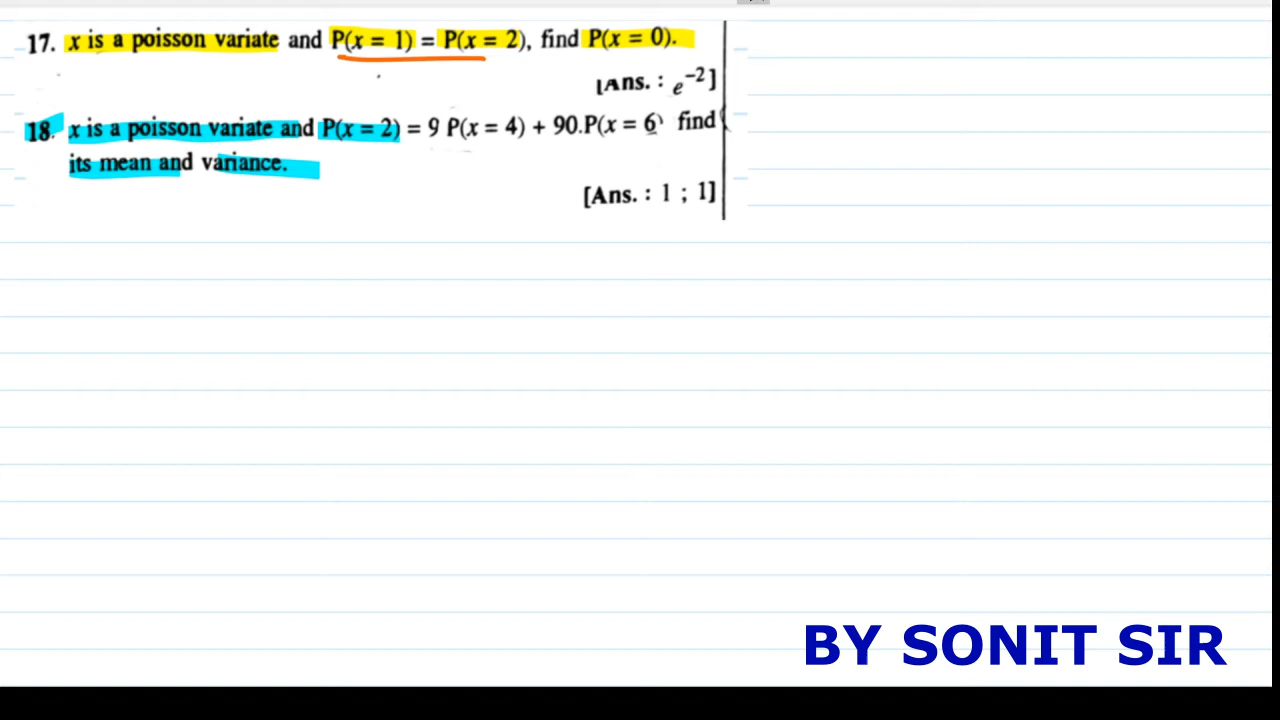 17. x is a poisson variate and P(x = 1) = P(x = 2), find P(x = 0).
[Ans. : e⁻²]
18. x is a poisson variate and P(x = 2) = 9 P(x = 4) + 90.P(x = 6) find
its mean and variance.
[Ans. : 1 ; 1]
BY SONIT SIR